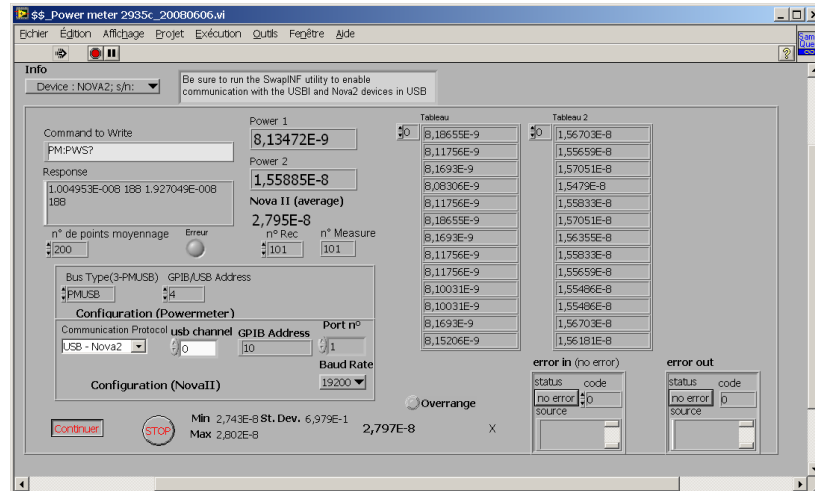 $$_Power meter 2935c_20080606.vi
Fichier Édition Affichage Projet Exécution Outils Fenêtre Aide
Info
Device : NOVA2; s/n:
Be sure to run the SwapINF utility to enable
communication with the USBI and Nova2 devices in USB
Command to Write
PM:PWS?
Response
1.004953E-008 188 1.927049E-008
188
n° de points moyennage
200
Erreur
Power 1
8,13472E-9
Power 2
1,55885E-8
Nova II (average)
2,795E-8
n° Rec
101
n° Measure
101
Tableau
0
8,18655E-9
8,11756E-9
8,1693E-9
8,08306E-9
8,11756E-9
8,18655E-9
8,1693E-9
8,11756E-9
8,11756E-9
8,10031E-9
8,10031E-9
8,1693E-9
8,15206E-9
Tableau 2
0
1,56703E-8
1,55659E-8
1,57051E-8
1,5479E-8
1,55833E-8
1,57051E-8
1,56355E-8
1,55833E-8
1,55659E-8
1,55486E-8
1,55486E-8
1,56703E-8
1,56181E-8
Bus Type(3-PMUSB)
PMUSB
GPIB/USB Address
4
Configuration (Powermeter)
Communication Protocol
USB - Nova2
usb channel
0
GPIB Address
10
Port n°
1
Baud Rate
19200
Configuration (NovaII)
Continuer
STOP
Min 2,743E-8 St. Dev. 6,979E-1
Max 2,802E-8
2,797E-8
Overrange
X
error in (no error)
status code
no error 0
source
error out
status code
no error 0
source